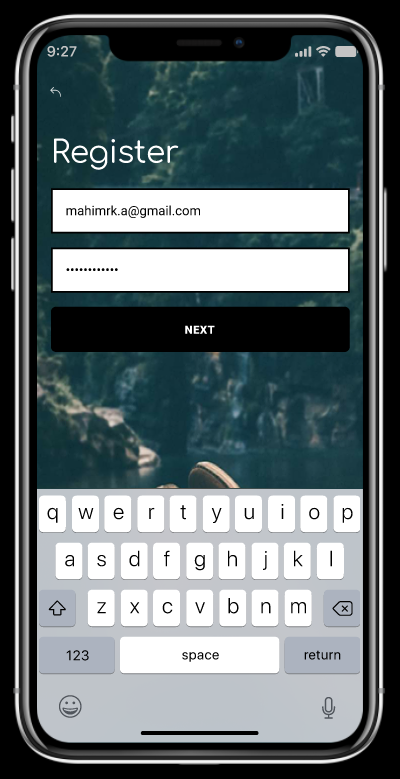 9:27
Register
mahimrk.a@gmail.com
••••••••••••
NEXT
q w e r t y u i o p
a s d f g h j k l
z x c v b n m
123 space return